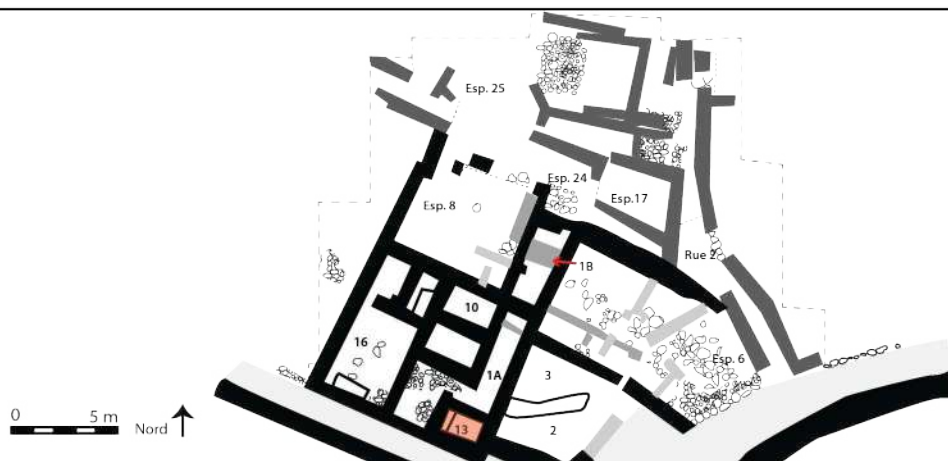 Esp. 25
Esp. 24
Esp. 8
Esp.17
Rue 2
1B
10
16
Esp. 6
1A
3
0
5 m
Nord
13
2